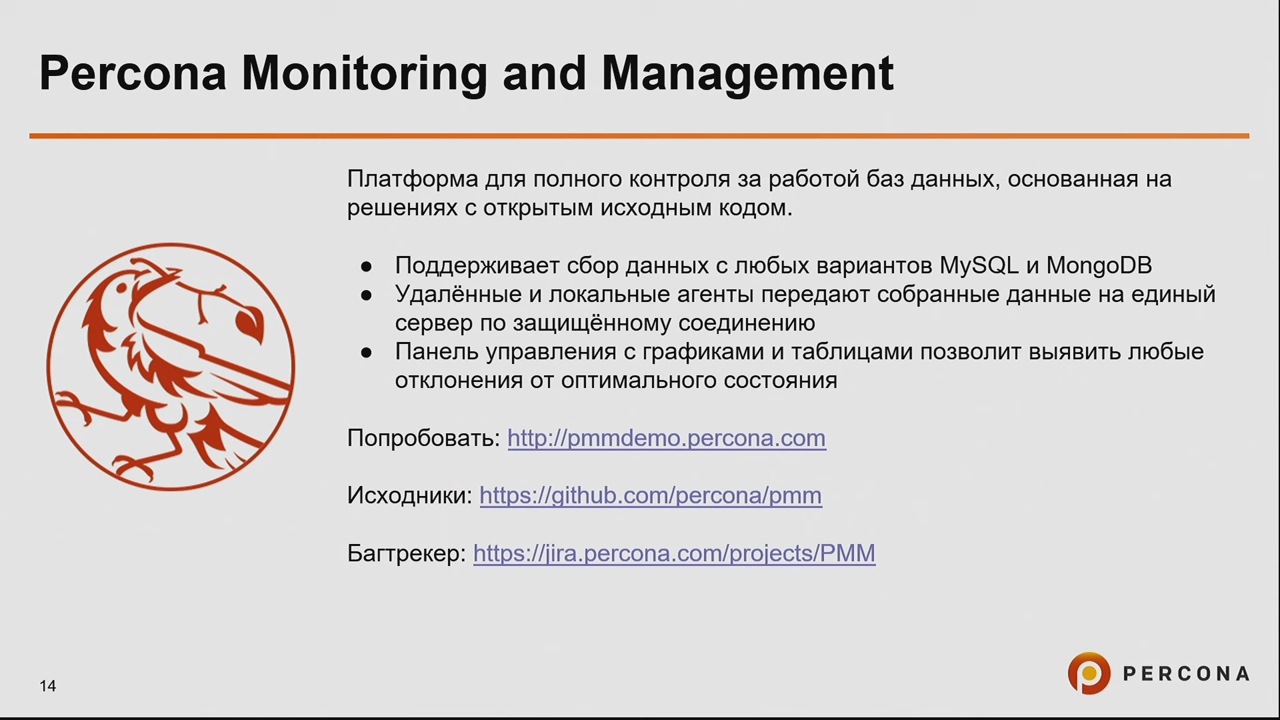 Percona Monitoring and Management
Платформа для полного контроля за работой баз данных, основанная на
решениях с открытым исходным кодом.
● Поддерживает сбор данных с любых вариантов MySQL и MongoDB
● Удалённые и локальные агенты передают собранные данные на единый
сервер по защищённому соединению
● Панель управления с графиками и таблицами позволит выявить любые
отклонения от оптимального состояния
Попробовать: http://pmmdemo.percona.com
Исходники: https://github.com/percona/pmm
Багтрекер: https://jira.percona.com/projects/PMM
14
PERCONA